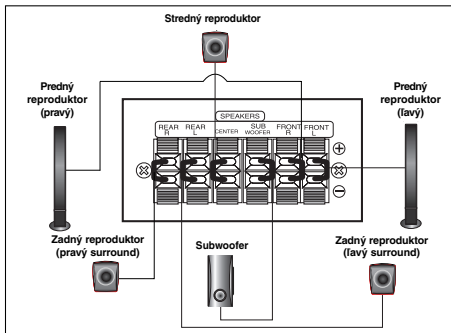 Stredný reproduktor
Predný
reproduktor
(pravý)
Predný
reproduktor
(ľavý)
SPEAKERS
REAR
R
REAR
L
CENTER
SUB
WOOFER
FRONT
R
FRONT
L
+
−
Zadný reproduktor
(pravý surround)
Subwoofer
Zadný reproduktor
(ľavý surround)